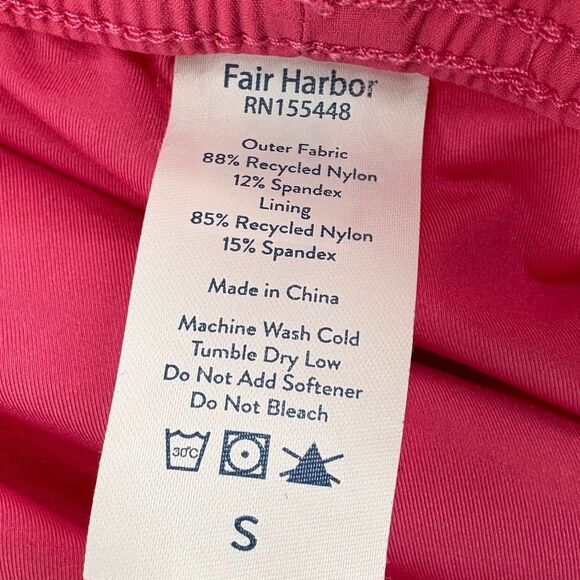 Fair Harbor
RN155448
Outer Fabric
88% Recycled Nylon
12% Spandex
Lining
85% Recycled Nylon
15% Spandex
Made in China
Machine Wash Cold
Tumble Dry Low
Do Not Add Softener
Do Not Bleach
30°C
S